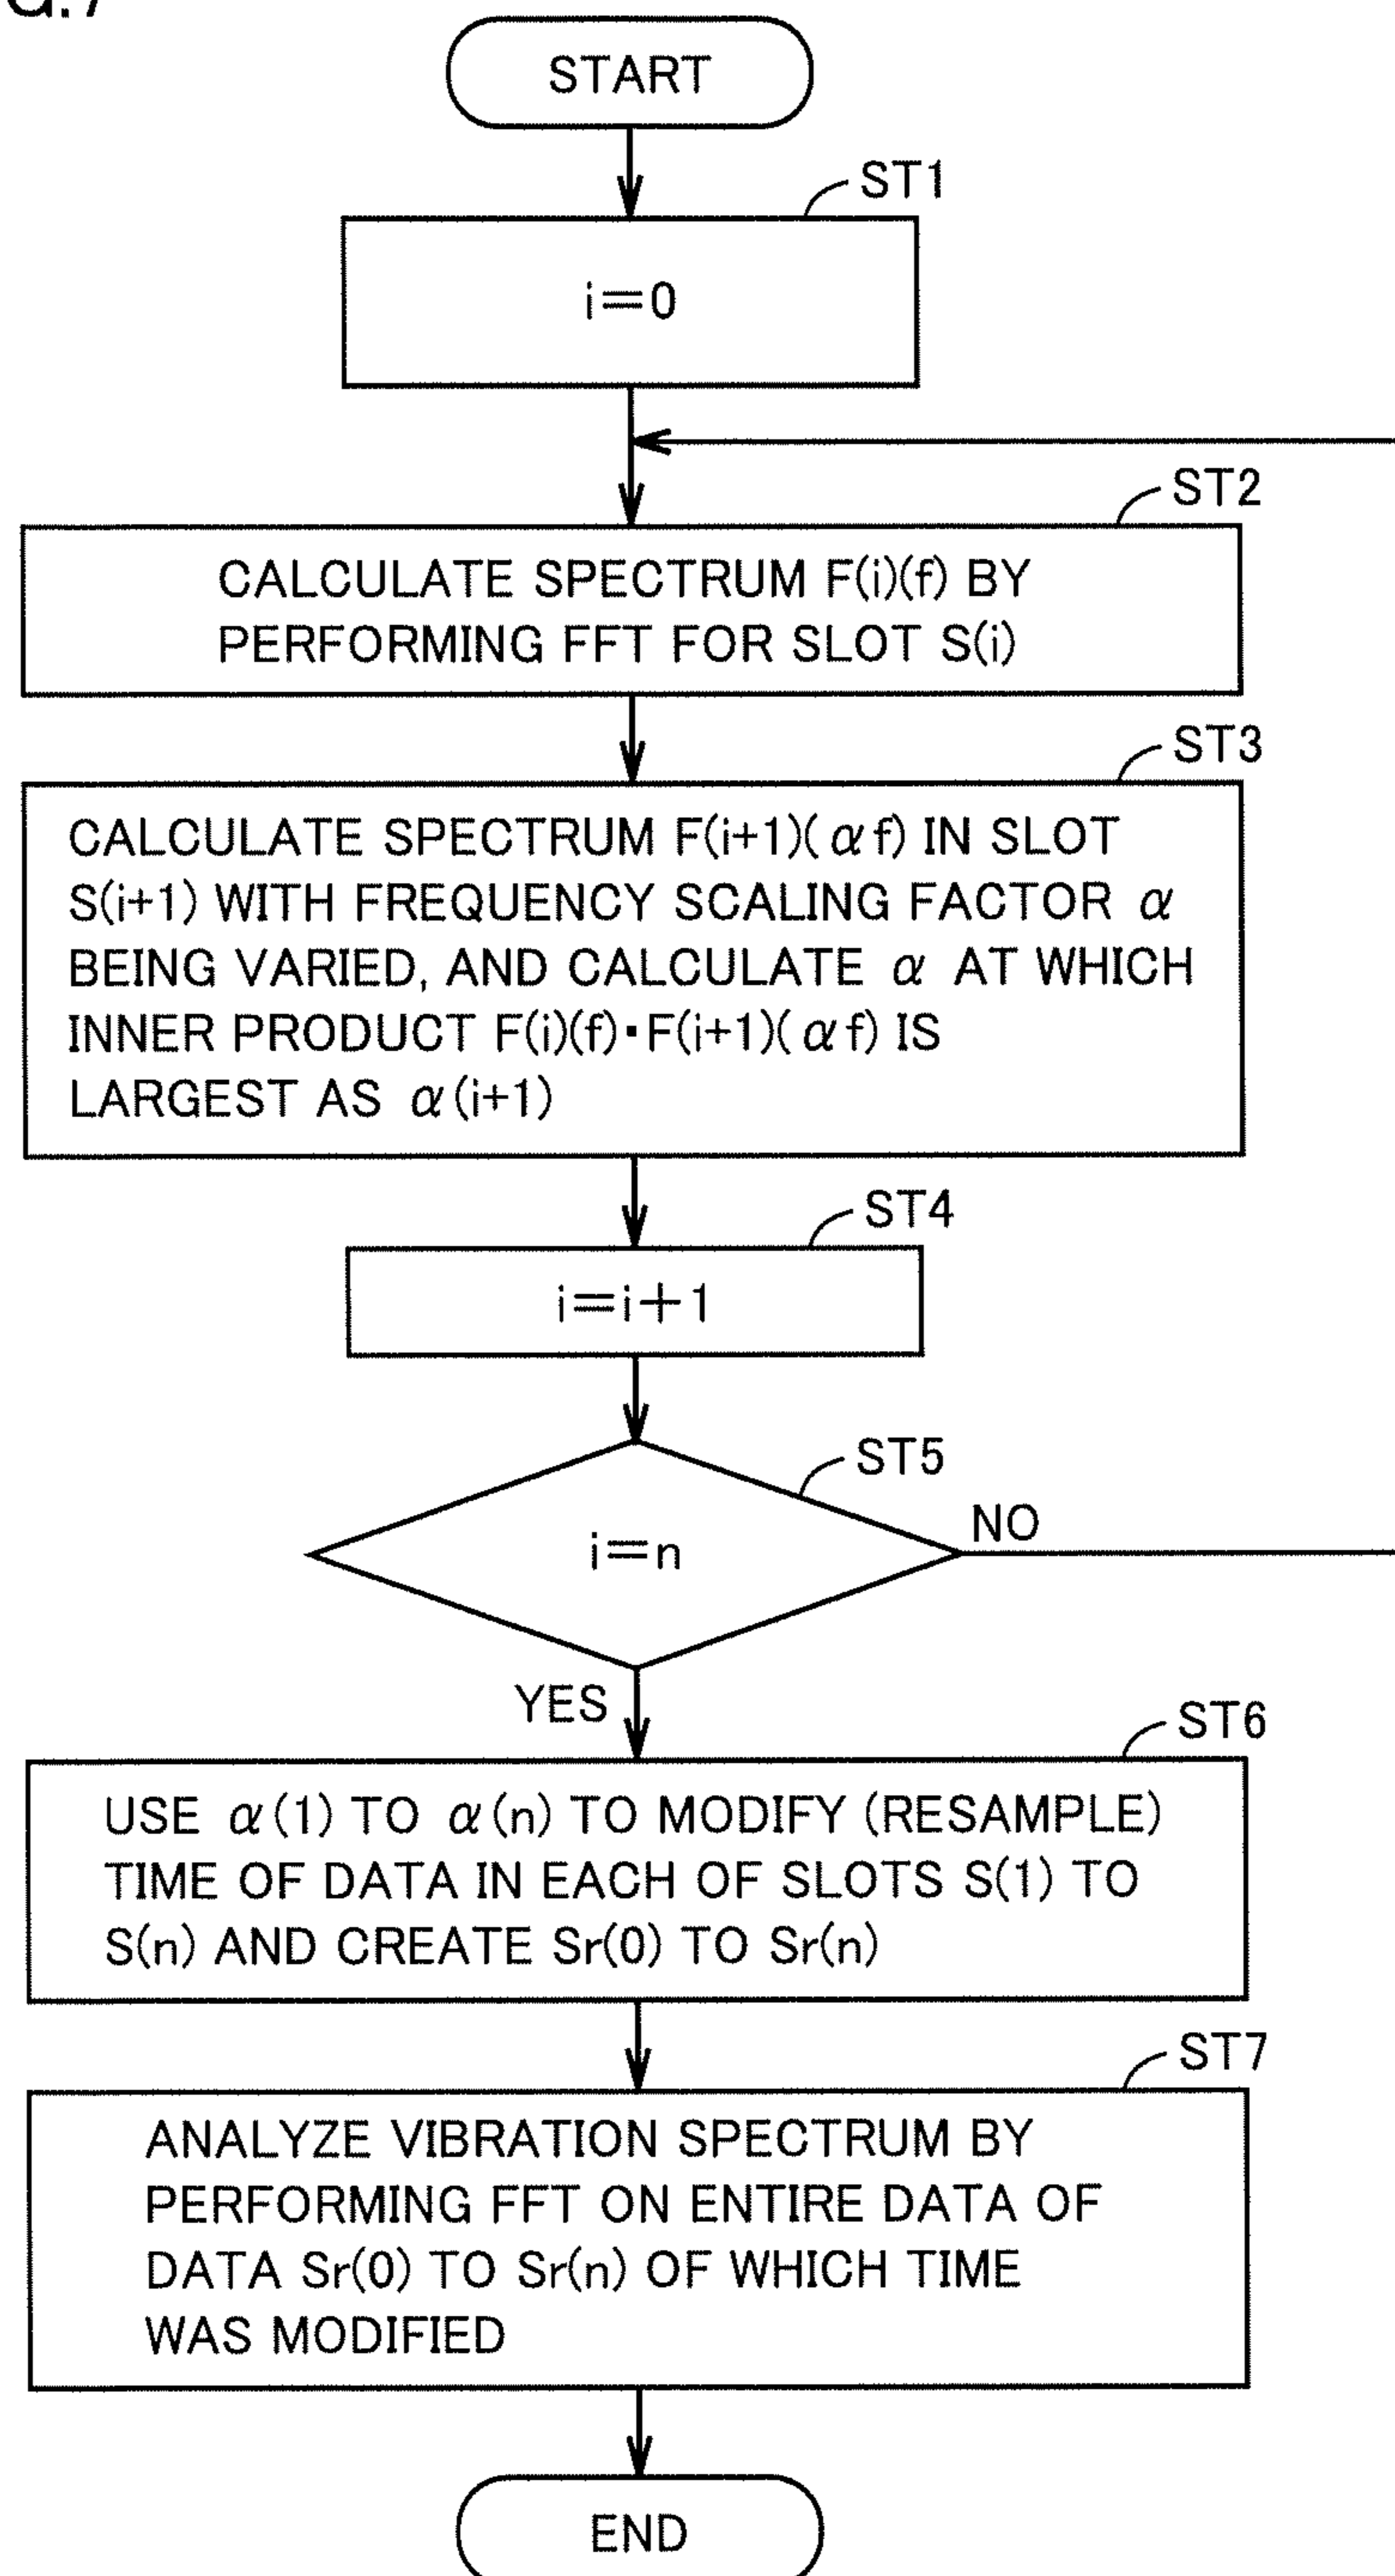 START
ST1
i=0
ST2
CALCULATE SPECTRUM F(i)(f) BY
PERFORMING FFT FOR SLOT S(i)
ST3
CALCULATE SPECTRUM F(i+1)(αf) IN SLOT
S(i+1) WITH FREQUENCY SCALING FACTOR α
BEING VARIED, AND CALCULATE α AT WHICH
INNER PRODUCT F(i)(f)・F(i+1)(αf) IS
LARGEST AS α(i+1)
ST4
i=i+1
ST5
i=n
NO
YES
ST6
USE α(1) TO α(n) TO MODIFY (RESAMPLE)
TIME OF DATA IN EACH OF SLOTS S(1) TO
S(n) AND CREATE Sr(0) TO Sr(n)
ST7
ANALYZE VIBRATION SPECTRUM BY
PERFORMING FFT ON ENTIRE DATA OF
DATA Sr(0) TO Sr(n) OF WHICH TIME
WAS MODIFIED
END